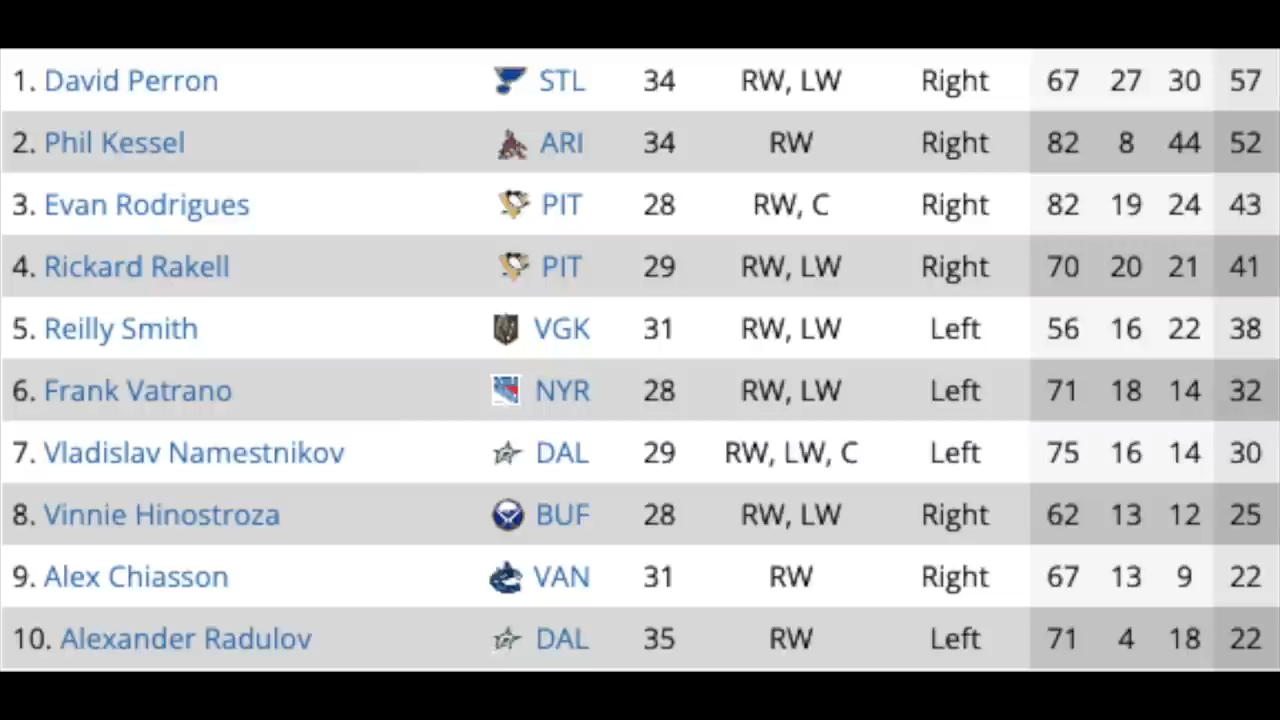 1. David Perron STL 34 RW, LW Right 67 27 30 57
2. Phil Kessel ARI 34 RW Right 82 8 44 52
3. Evan Rodrigues PIT 28 RW, C Right 82 19 24 43
4. Rickard Rakell PIT 29 RW, LW Right 70 20 21 41
5. Reilly Smith VGK 31 RW, LW Left 56 16 22 38
6. Frank Vatrano NYR 28 RW, LW Left 71 18 14 32
7. Vladislav Namestnikov DAL 29 RW, LW, C Left 75 16 14 30
8. Vinnie Hinostroza BUF 28 RW, LW Right 62 13 12 25
9. Alex Chiasson VAN 31 RW Right 67 13 9 22
10. Alexander Radulov DAL 35 RW Left 71 4 18 22